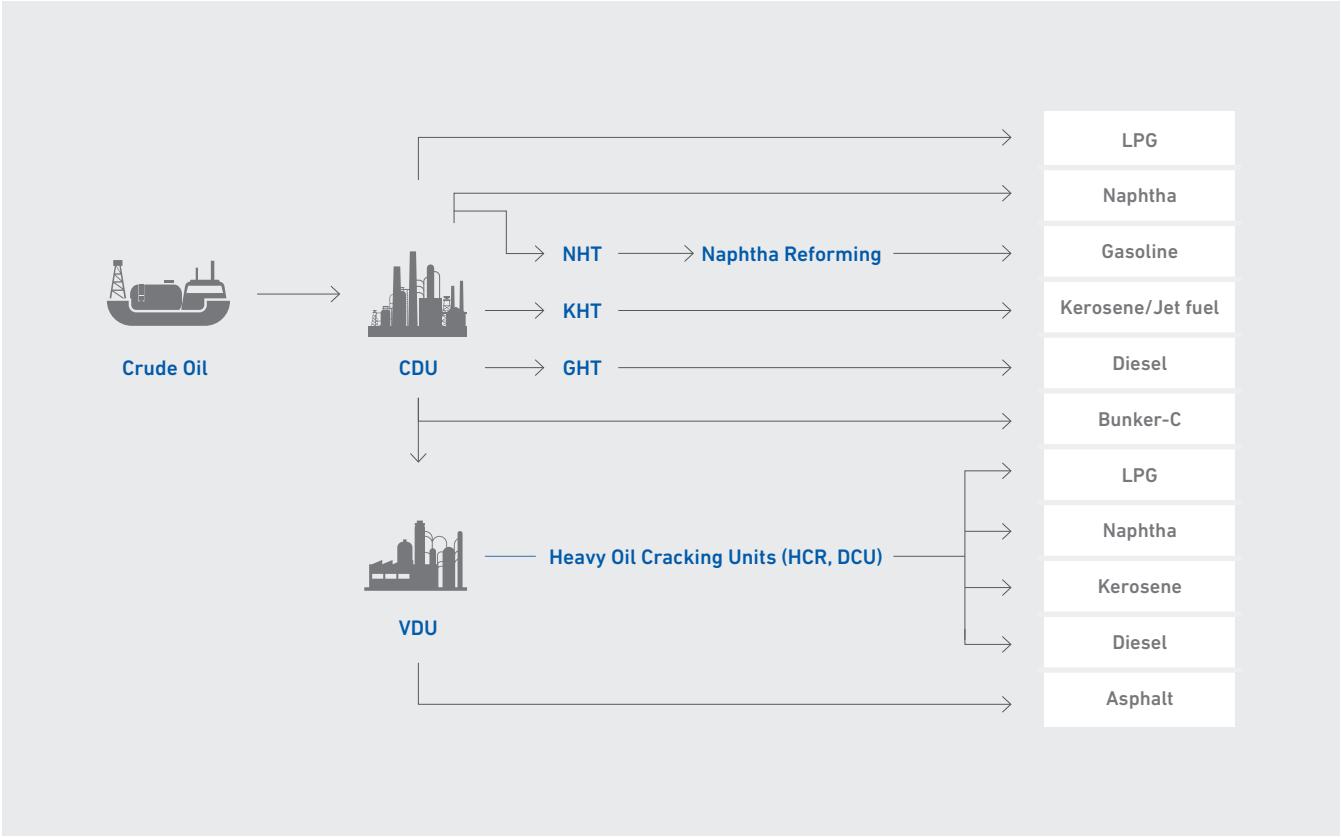 LPG
Naphtha
NHT
Naphtha Reforming
Gasoline
KHT
Kerosene/Jet fuel
Crude Oil
CDU
GHT
Diesel
Bunker-C
LPG
Naphtha
Heavy Oil Cracking Units (HCR, DCU)
Kerosene
VDU
Diesel
Asphalt